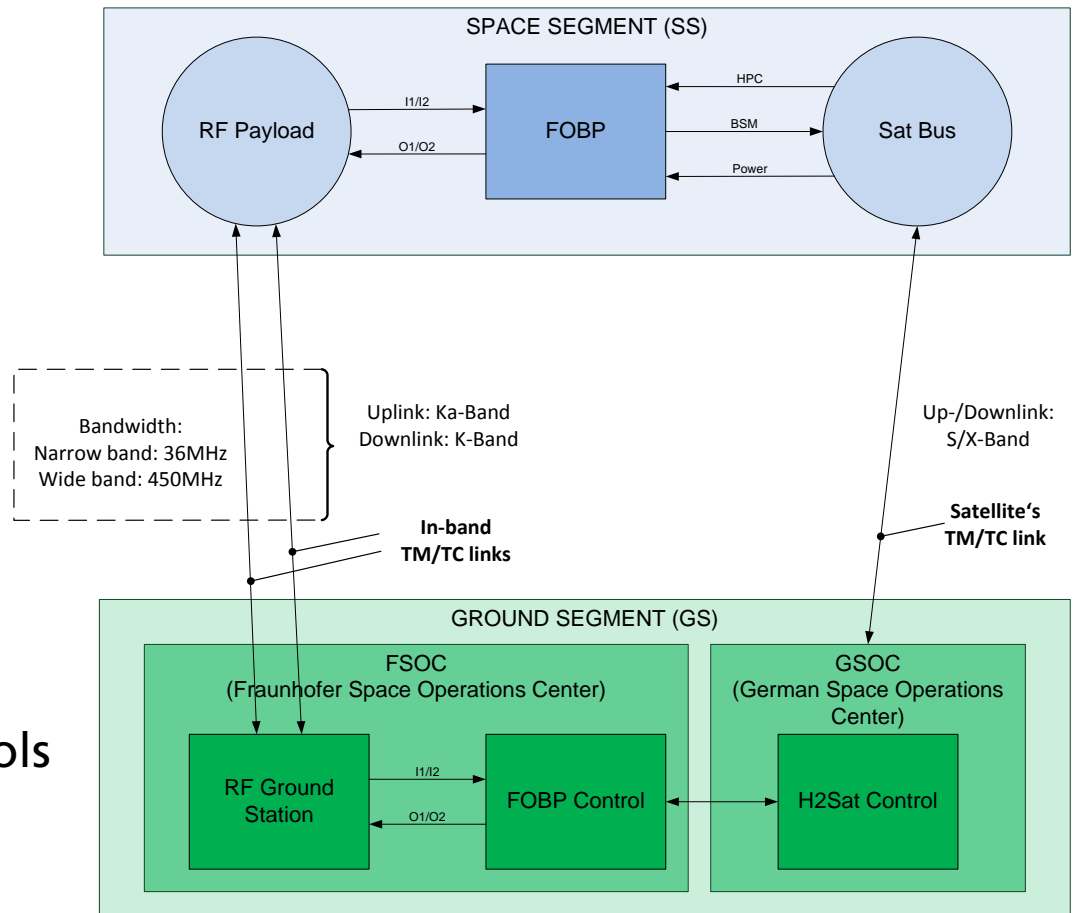 SPACE SEGMENT (SS)
RF Payload
I1/I2
O1/O2
FOBP
HPC
BSM
Power
Sat Bus
Bandwidth:
Narrow band: 36MHz
Wide band: 450MHz
Uplink: Ka-Band
Downlink: K-Band
Up-/Downlink:
S/X-Band
In-band
TM/TC links
Satellite‘s
TM/TC link
GROUND SEGMENT (GS)
FSOC
(Fraunhofer Space Operations Center)
GSOC
(German Space Operations
Center)
ols
RF Ground
Station
I1/I2
O1/O2
FOBP Control
H2Sat Control